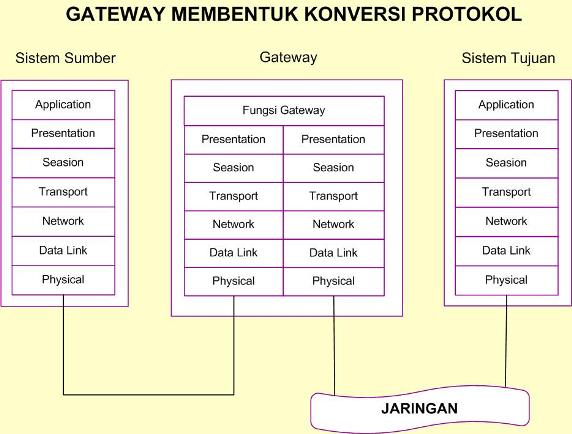 GATEWAY MEMBENTUK KONVERSI PROTOKOL
Sistem Sumber
Gateway
Sistem Tujuan
Application
Presentation
Seasion
Transport
Network
Data Link
Physical
Fungsi Gateway
Presentation Presentation
Seasion Seasion
Transport Transport
Network Network
Data Link Data Link
Physical Physical
Application
Presentation
Seasion
Transport
Network
Data Link
Physical
JARINGAN